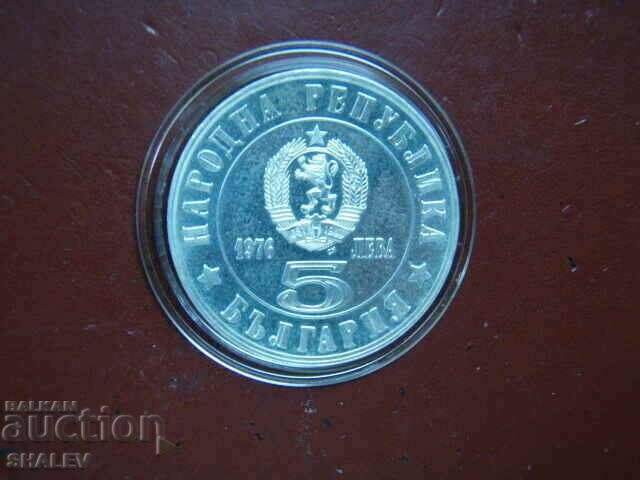 НАРОДНА РЕПУБЛИКА
1976 ЛЕВА
5
БЪЛГАРИЯ
BALKAN
auction
SHALEV